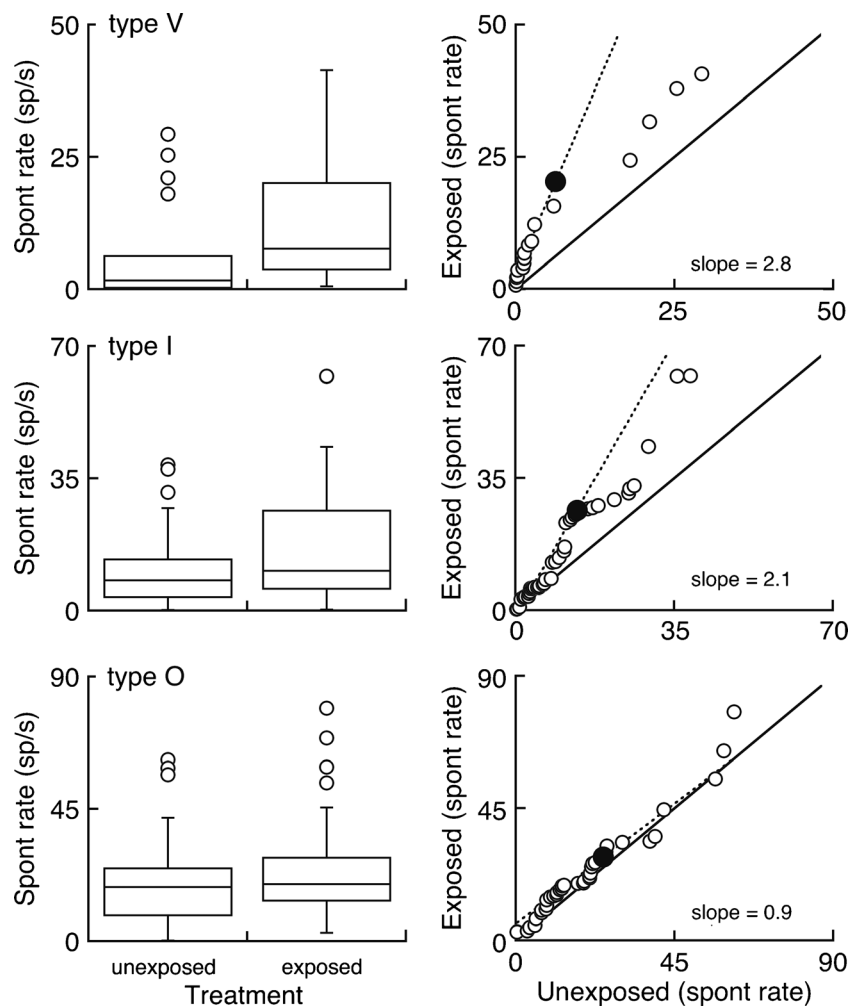 type V
50
25
0
Spont rate (sp/s)
50
25
0
Exposed (spont rate)
slope = 2.8
0
25
50
type I
70
35
0
Spont rate (sp/s)
70
35
0
Exposed (spont rate)
slope = 2.1
0
35
70
type O
90
45
0
Spont rate (sp/s)
unexposed
exposed
Treatment
90
45
0
Exposed (spont rate)
slope = 0.9
0
45
90
Unexposed (spont rate)